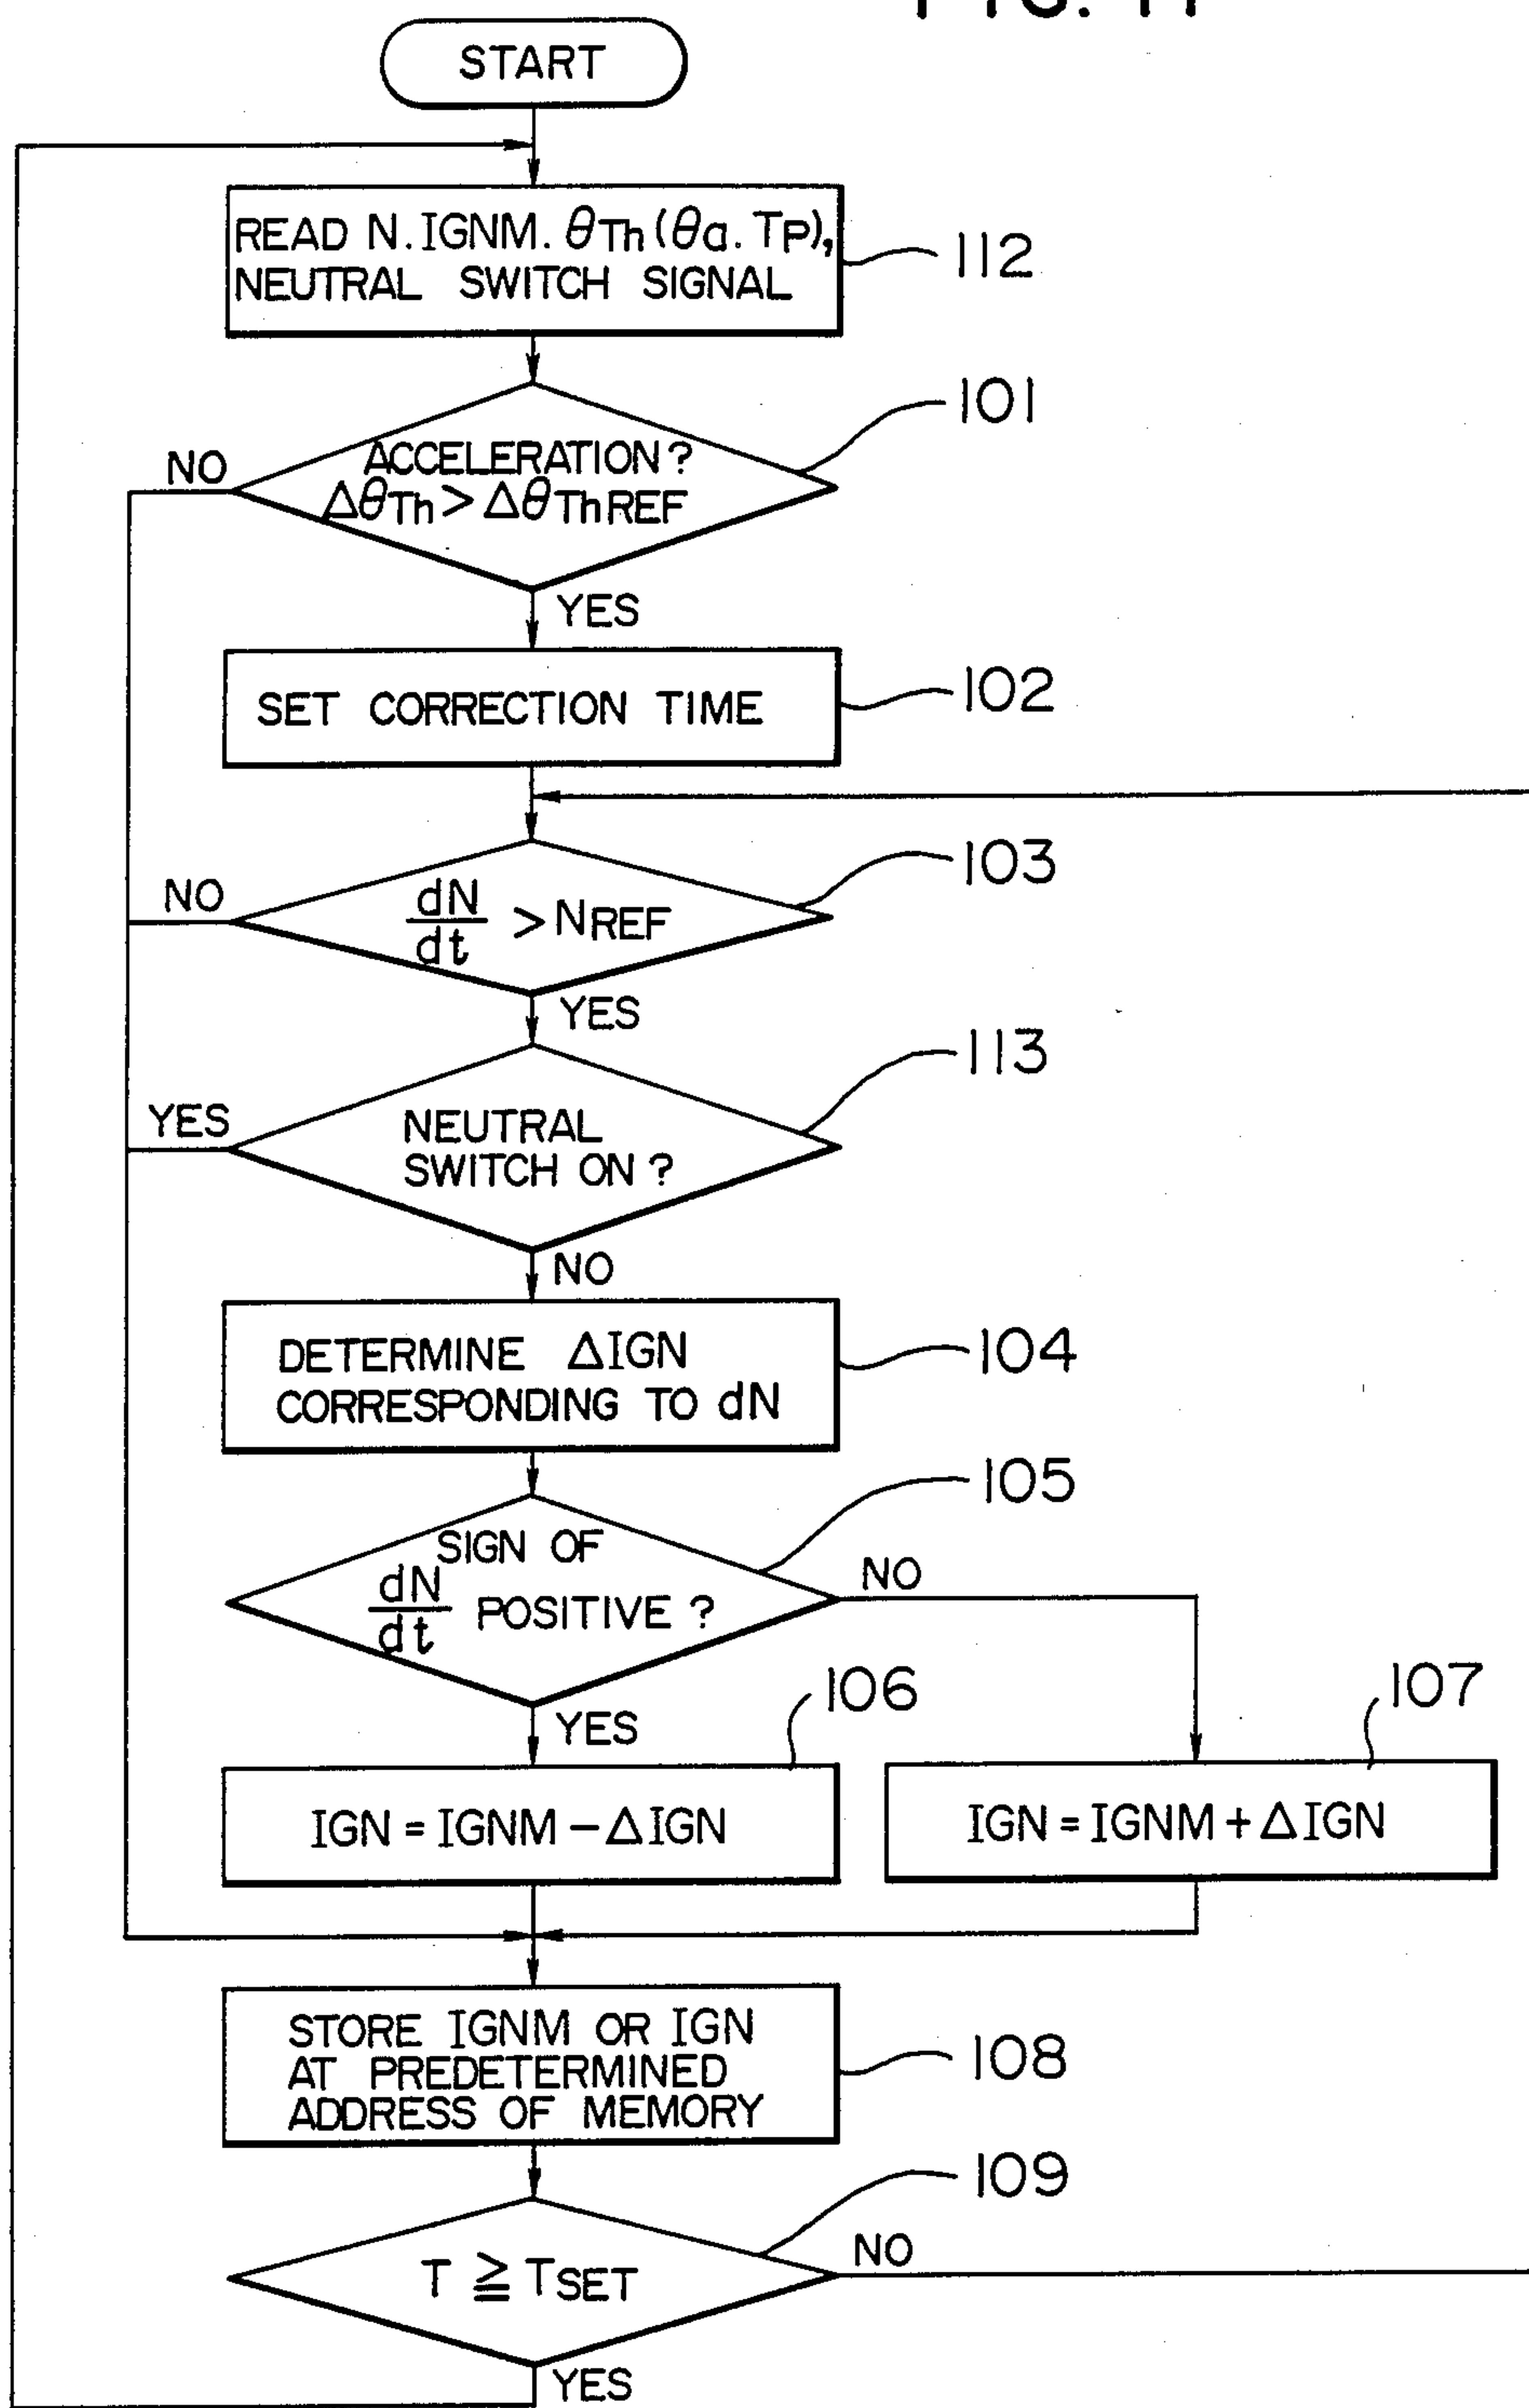 START
READ N.IGNM. θTh (θa. TP),
NEUTRAL SWITCH SIGNAL
112
101
NO
ACCELERATION?
ΔθTh > ΔθThREF
YES
SET CORRECTION TIME
102
103
NO
dN
dt
> NREF
YES
113
YES
NEUTRAL
SWITCH ON ?
NO
DETERMINE ΔIGN
CORRESPONDING TO dN
104
105
SIGN OF
dN
dt
POSITIVE ?
NO
YES
106
107
IGN = IGNM − ΔIGN
IGN = IGNM + ΔIGN
STORE IGNM OR IGN
AT PREDETERMINED
ADDRESS OF MEMORY
108
109
T ≧ TSET
NO
YES